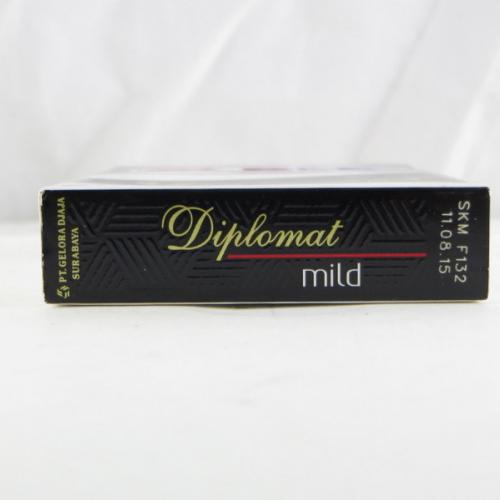 PT.GELORA DJAJA
SURABAYA
Diplomat
mild
SKM F132
11.08.15